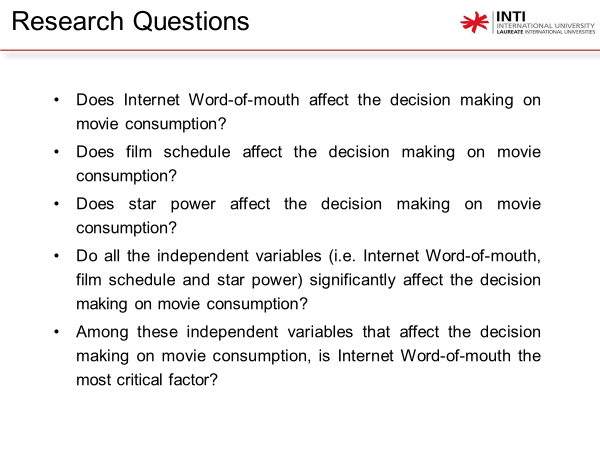 Research Questions
INTI
INTERNATIONAL UNIVERSITY
LAUREATE INTERNATIONAL UNIVERSITIES
• Does Internet Word-of-mouth affect the decision making on
movie consumption?
• Does film schedule affect the decision making on movie
consumption?
• Does star power affect the decision making on movie
consumption?
• Do all the independent variables (i.e. Internet Word-of-mouth,
film schedule and star power) significantly affect the decision
making on movie consumption?
• Among these independent variables that affect the decision
making on movie consumption, is Internet Word-of-mouth the
most critical factor?